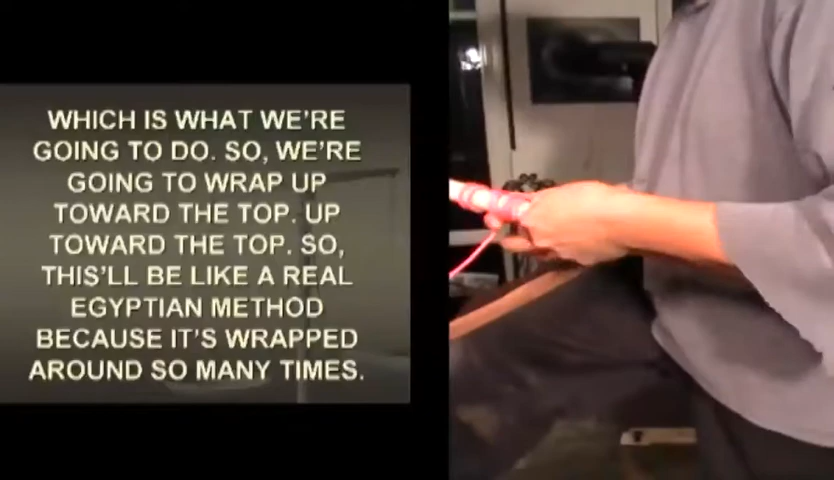 WHICH IS WHAT WE'RE
GOING TO DO. SO, WE'RE
GOING TO WRAP UP
TOWARD THE TOP. UP
TOWARD THE TOP. SO,
THIS'LL BE LIKE A REAL
EGYPTIAN METHOD
BECAUSE IT'S WRAPPED
AROUND SO MANY TIMES.